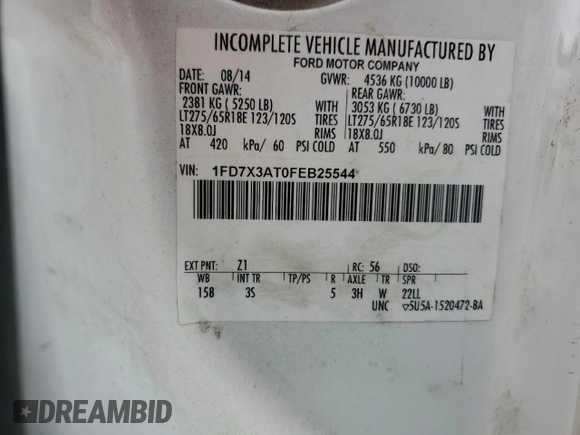 INCOMPLETE VEHICLE MANUFACTURED BY
FORD MOTOR COMPANY
DATE: 08/14 GVWR: 4536 KG (10000 LB)
FRONT GAWR: REAR GAWR:
2381 KG ( 5250 LB) WITH 3053 KG ( 6730 LB) WITH
LT275/65R18E 123/120S TIRES LT275/65R18E 123/120S TIRES
18X8.0J RIMS 18X8.0J RIMS
AT 420 kPa/ 60 PSI COLD AT 550 kPa/ 80 PSI COLD
VIN: 1FD7X3AT0FEB25544
EXT PNT: Z1 RC: 56 DSO:
WB INT TR TP/PS R AXLE TR SPR
158 3S 5 3H W 22LL
UNC ▽5U5A-1520472-BA
DREAMBID